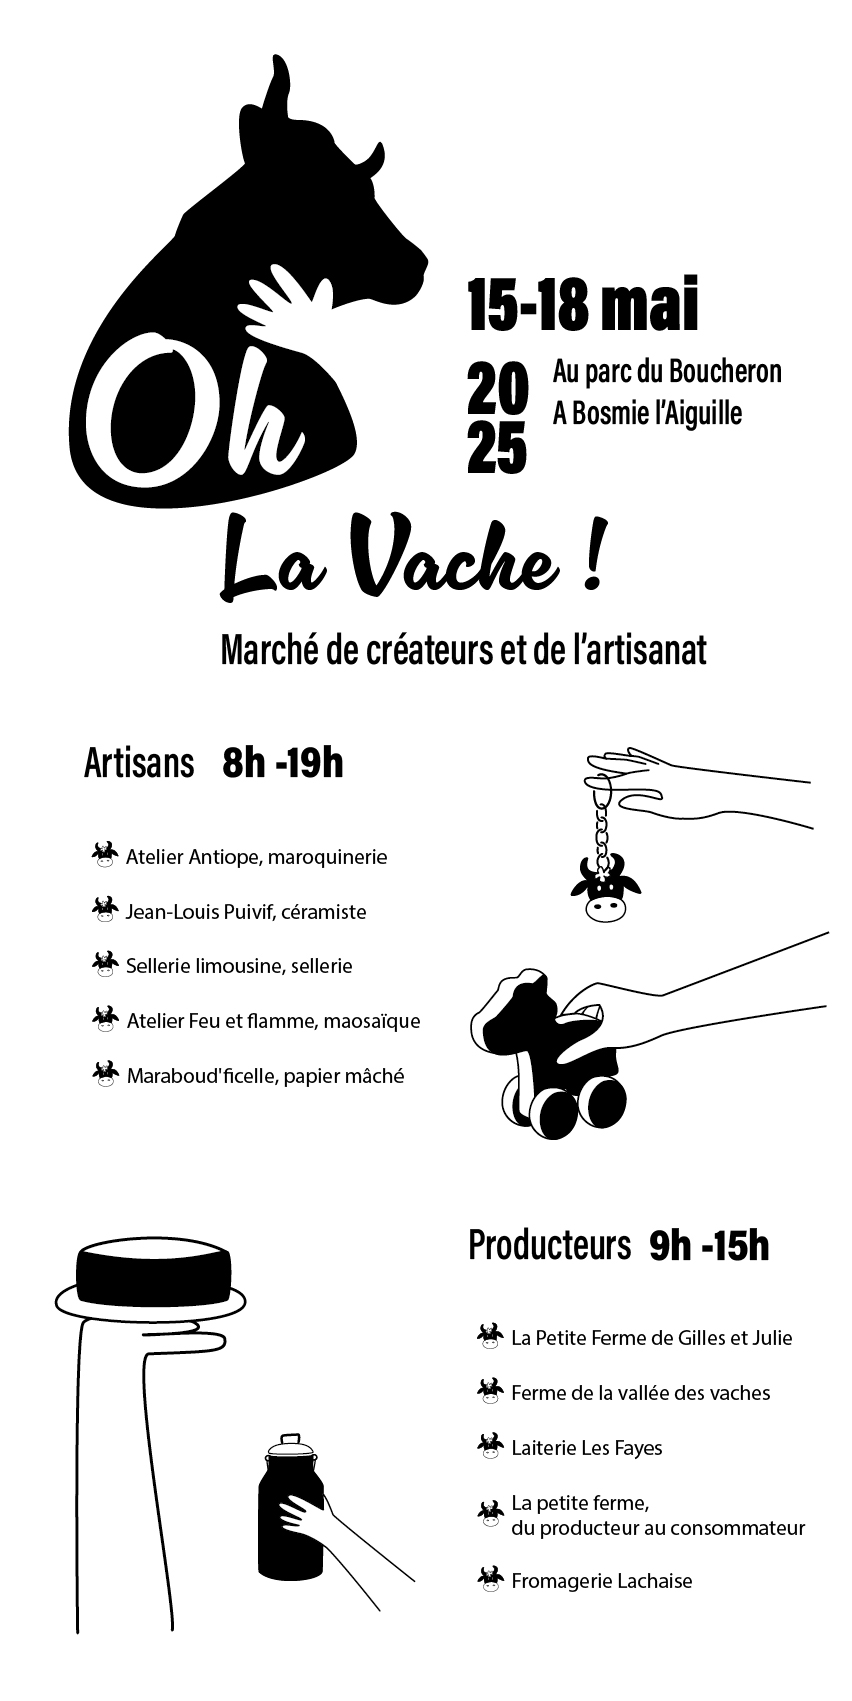 Oh
La Vache !
15-18 mai
20
25
Au parc du Boucheron
A Bosmie l'Aiguille
Marché de créateurs et de l'artisanat
Artisans 8h -19h
Atelier Antiope, maroquinerie
Jean-Louis Puivif, céramiste
Sellerie limousine, sellerie
Atelier Feu et flamme, maosaïque
Maraboud'ficelle, papier mâché
Producteurs 9h -15h
La Petite Ferme de Gilles et Julie
Ferme de la vallée des vaches
Laiterie Les Fayes
La petite ferme,
du producteur au consommateur
Fromagerie Lachaise